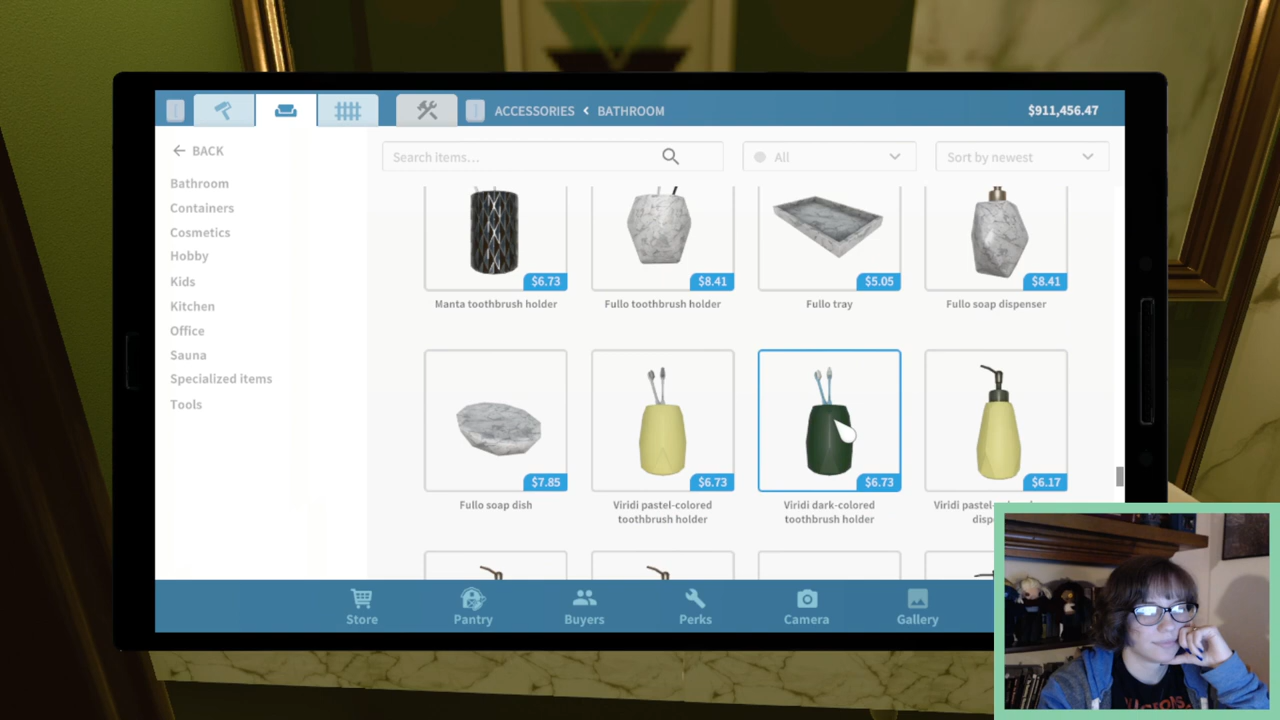 ACCESSORIES < BATHROOM
$911,456.47
BACK
Search items...
All
Sort by newest
Bathroom
Containers
Cosmetics
Hobby
Kids
Kitchen
Office
Sauna
Specialized items
Tools
$6.73
$8.41
$5.05
$8.41
Manta toothbrush holder
Fullo toothbrush holder
Fullo tray
Fullo soap dispenser
$7.85
$6.73
$6.73
$6.17
Fullo soap dish
Viridi pastel-colored
toothbrush holder
Viridi dark-colored
toothbrush holder
Viridi
Store
Pantry
Buyers
Perks
Camera
Gallery